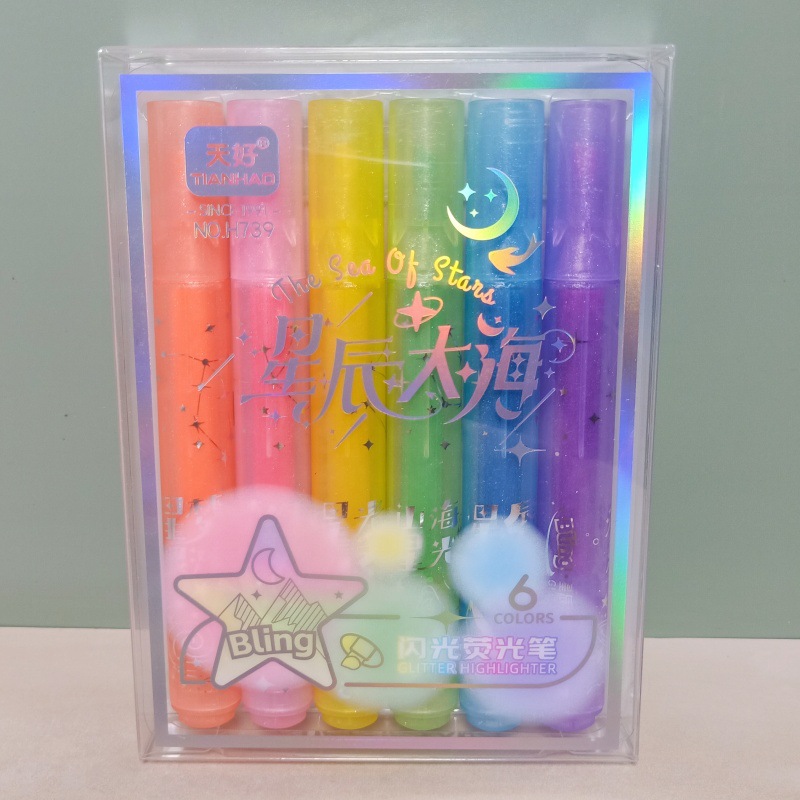 天好®
TIANHAO
NO.H739
The Sea Of Stars
星辰大海
6
COLORS
Bling
闪光荧光笔
GLITTER HIGHLIGHTER